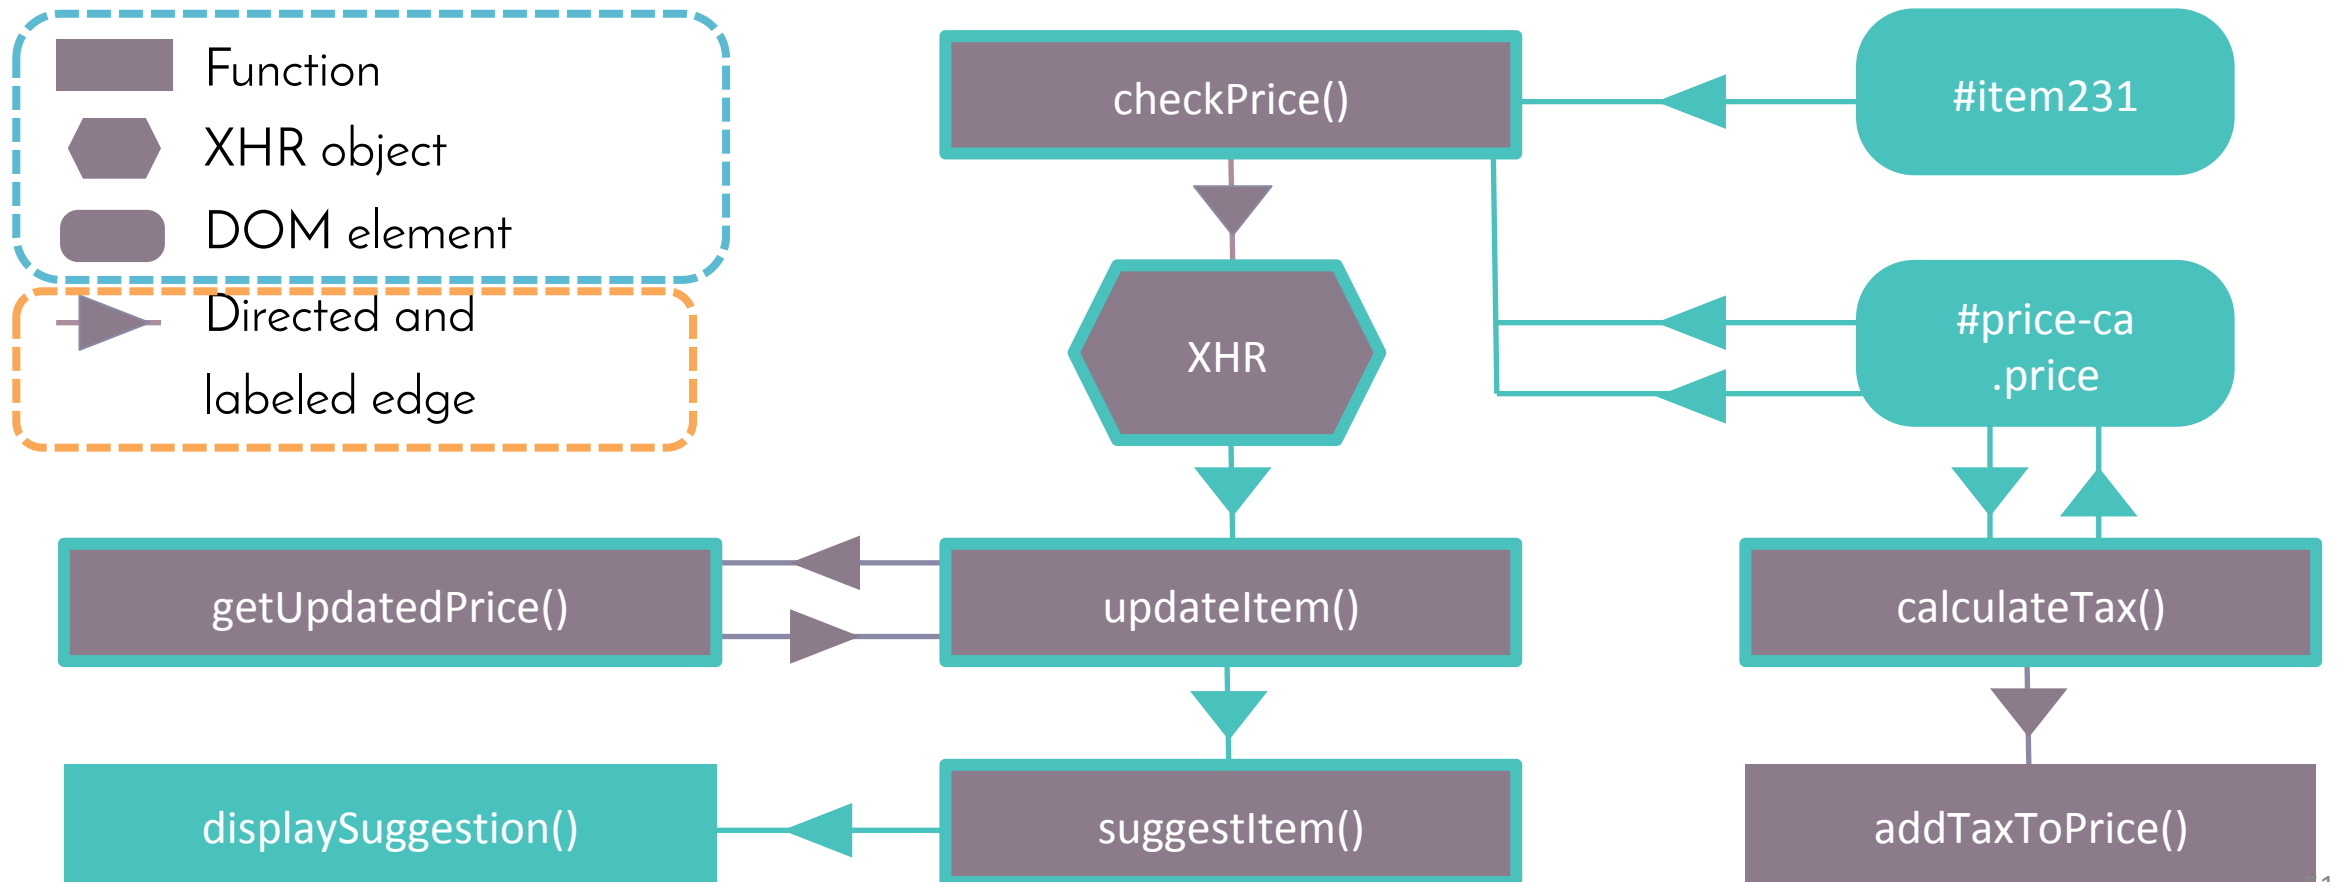 Function
XHR object
DOM element
Directed and
labeled edge
checkPrice()
#item231
XHR
#price-ca
.price
getUpdatedPrice()
updateItem()
calculateTax()
displaySuggestion()
suggestItem()
addTaxToPrice()